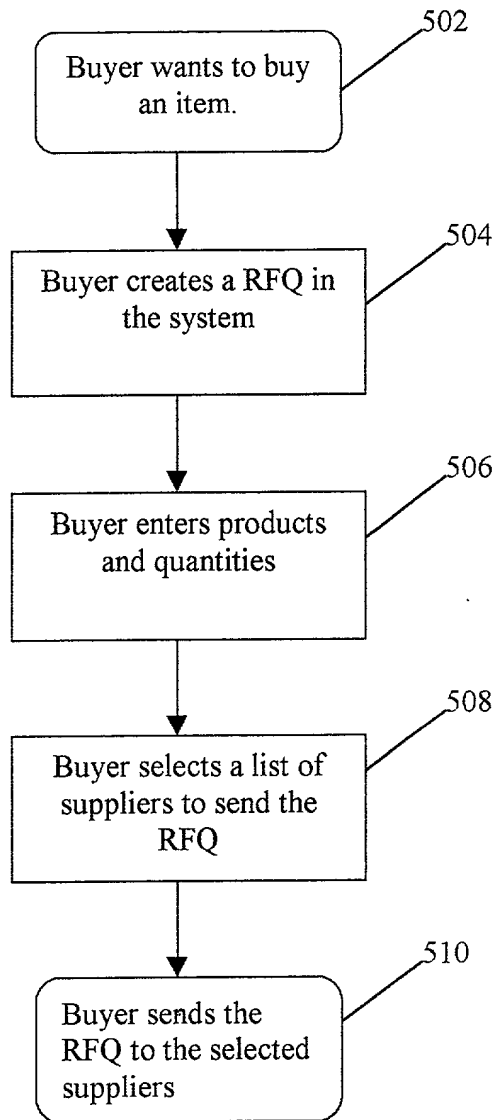 502
Buyer wants to buy
an item.
504
Buyer creates a RFQ in
the system
506
Buyer enters products
and quantities
508
Buyer selects a list of
suppliers to send the
RFQ
510
Buyer sends the
RFQ to the selected
suppliers